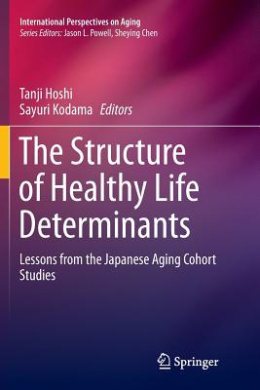 International Perspectives on Aging
Series Editors: Jason L. Powell, Sheying Chen
Tanji Hoshi
Sayuri Kodama Editors
The Structure
of Healthy Life
Determinants
Lessons from the Japanese Aging Cohort
Studies
Springer